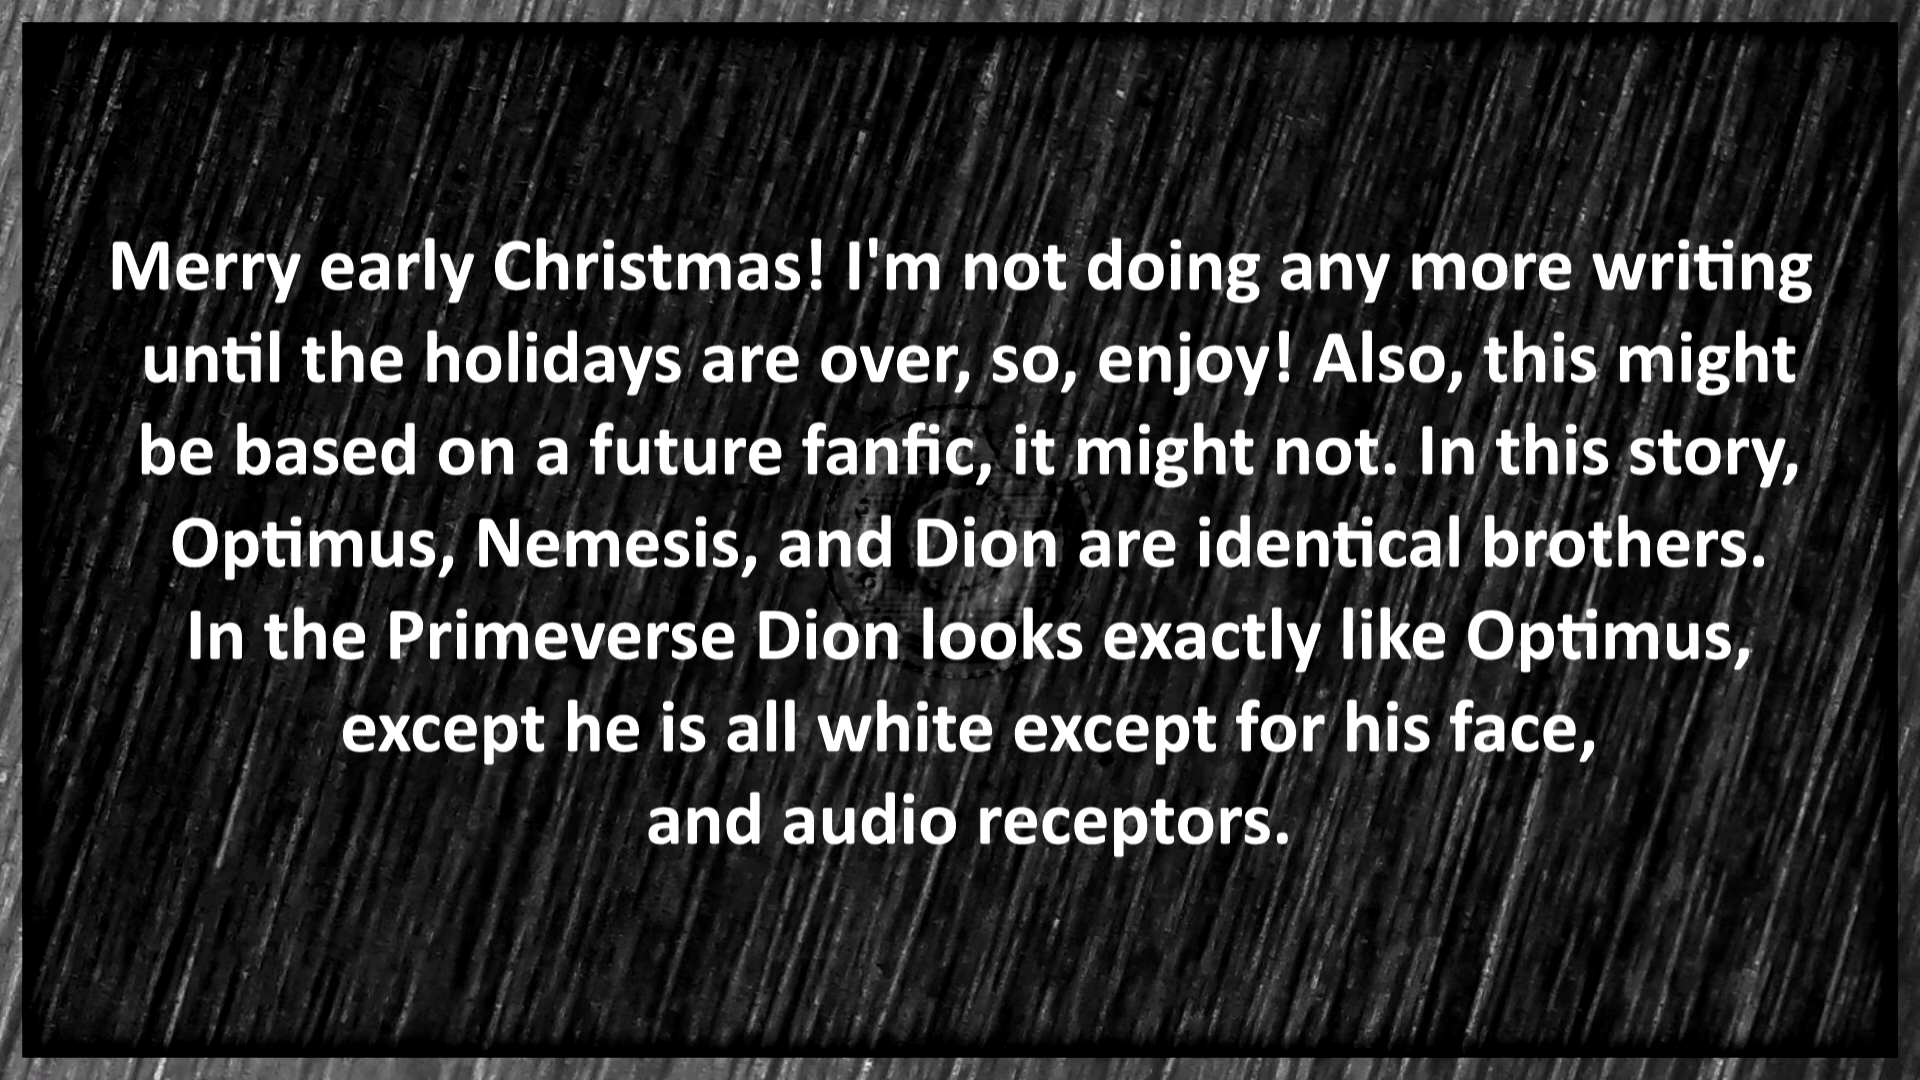 Merry early Christmas! I'm not doing any more writing
until the holidays are over, so, enjoy! Also, this might
be based on a future fanfic, it might not. In this story,
Optimus, Nemesis, and Dion are identical brothers.
In the Primeverse Dion looks exactly like Optimus,
except he is all white except for his face,
and audio receptors.